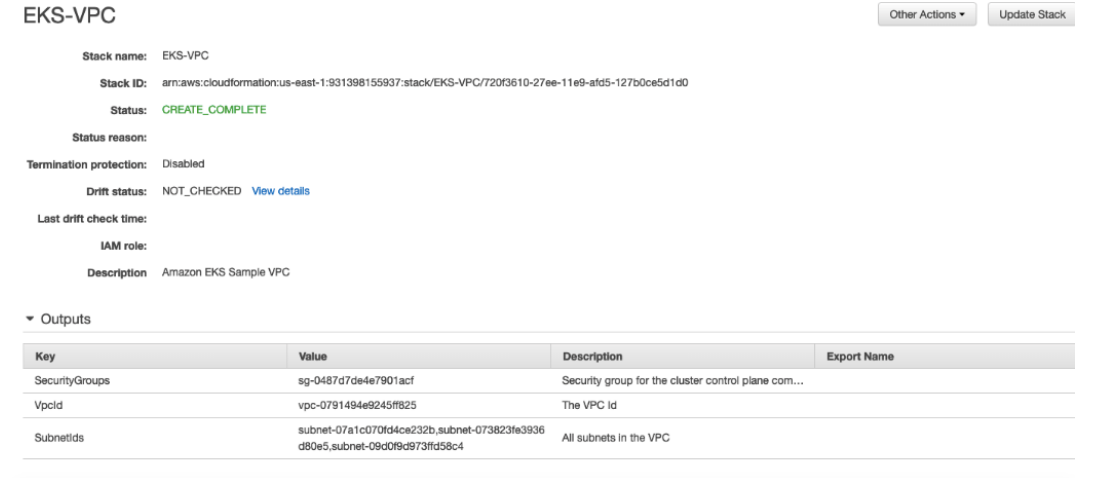 EKS-VPC
Other Actions
Update Stack
Stack name: EKS-VPC
Stack ID: arn:aws:cloudformation:us-east-1:931398155937:stack/EKS-VPC/720f3610-27ee-11e9-afd5-127b0ce5d1d0
Status: CREATE_COMPLETE
Status reason:
Termination protection: Disabled
Drift status: NOT_CHECKED View details
Last drift check time:
IAM role:
Description Amazon EKS Sample VPC
Outputs
Key Value Description Export Name
SecurityGroups sg-0487d7de4e7901acf Security group for the cluster control plane com...
VpcId vpc-0791494e9245ff825 The VPC Id
SubnetIds subnet-07a1c070fd4ce232b,subnet-073823fe3936
d80e5,subnet-09d0f9d973ffd58c4 All subnets in the VPC